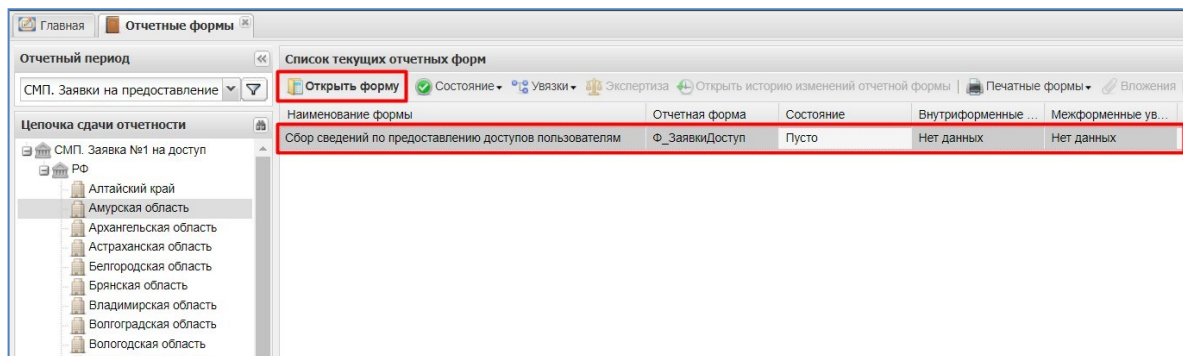 Главная
Отчетные формы
Отчетный период
СМП. Заявки на предоставление
Цепочка сдачи отчетности
СМП. Заявка №1 на доступ
РФ
Алтайский край
Амурская область
Архангельская область
Астраханская область
Белгородская область
Брянская область
Владимирская область
Волгоградская область
Вологодская область
Список текущих отчетных форм
Открыть форму Состояние Увязки Экспертиза Открыть историю изменений отчетной формы Печатные формы Вложения
Наименование формы Отчетная форма Состояние Внутриформенные ... Межформенные ув...
Сбор сведений по предоставлению доступов пользователям Ф_ЗаявкиДоступ Пусто Нет данных Нет данных